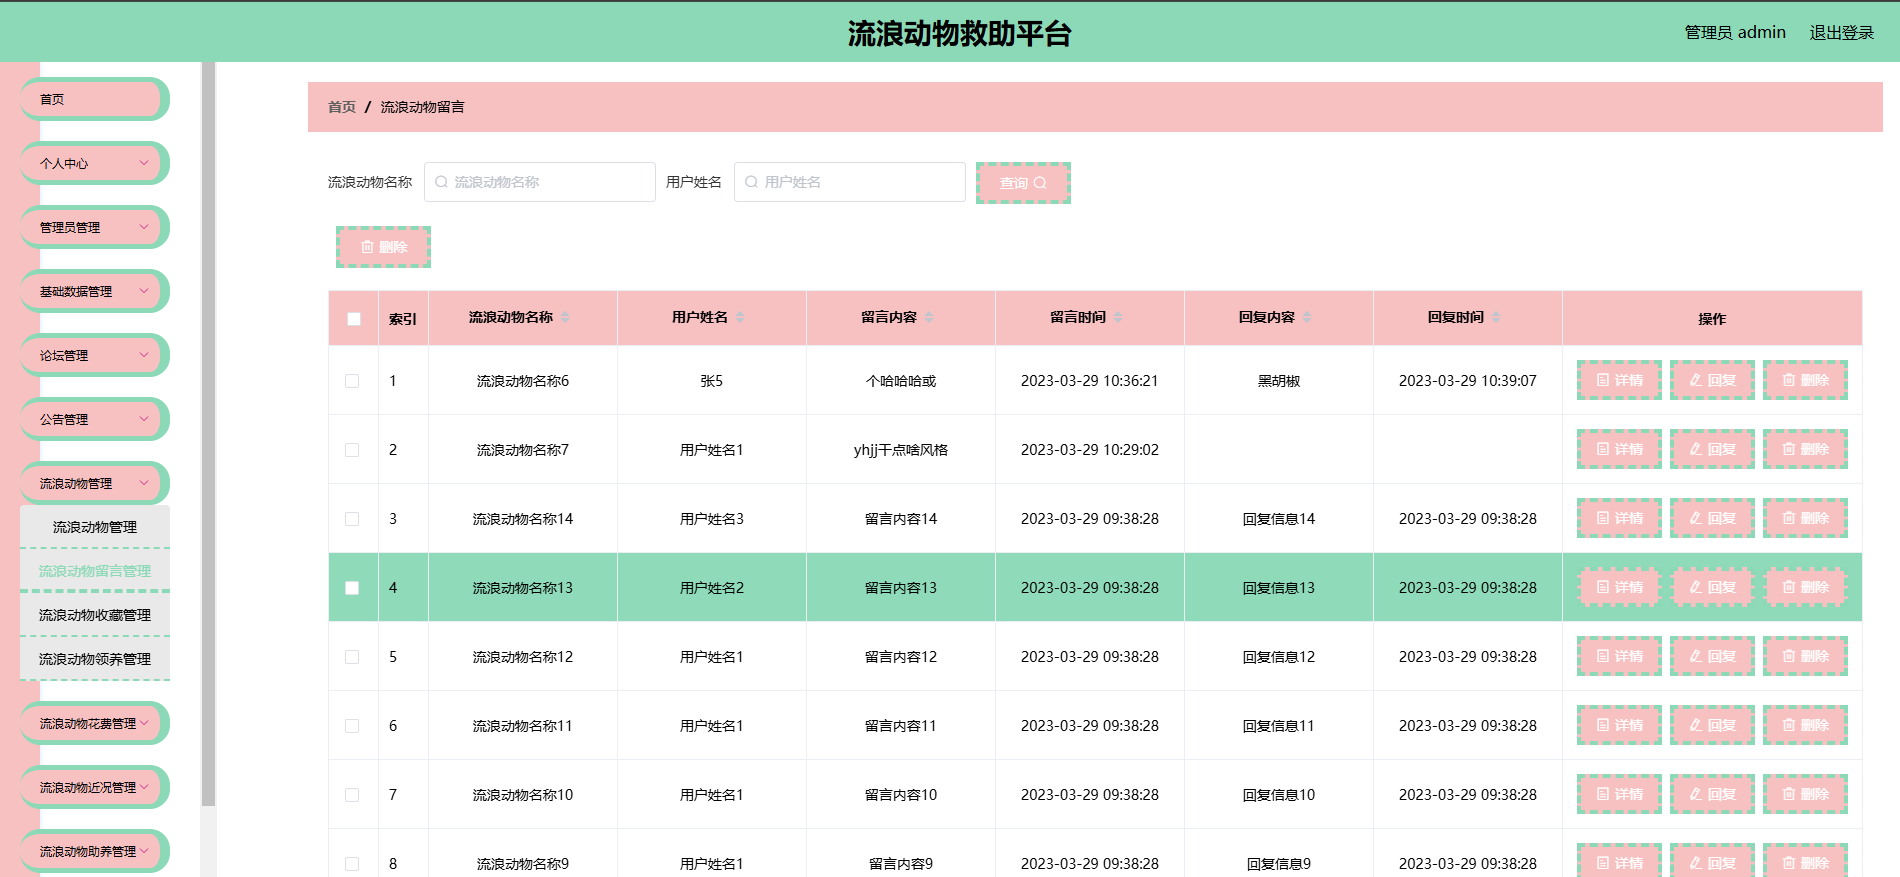 流浪动物救助平台
管理员 admin 退出登录
首页
个人中心
管理员管理
基础数据管理
论坛管理
公告管理
流浪动物管理
流浪动物管理
流浪动物留言管理
流浪动物收藏管理
流浪动物领养管理
流浪动物花费管理
流浪动物近况管理
流浪动物助养管理
首页 / 流浪动物留言
流浪动物名称 流浪动物名称 用户姓名 用户姓名 查询
删除
索引 流浪动物名称 用户姓名 留言内容 留言时间 回复内容 回复时间 操作
1 流浪动物名称6 张5 个哈哈哈或 2023-03-29 10:36:21 黑胡椒 2023-03-29 10:39:07 详情 回复 删除
2 流浪动物名称7 用户姓名1 yhjj干点啥风格 2023-03-29 10:29:02 详情 回复 删除
3 流浪动物名称14 用户姓名3 留言内容14 2023-03-29 09:38:28 回复信息14 2023-03-29 09:38:28 详情 回复 删除
4 流浪动物名称13 用户姓名2 留言内容13 2023-03-29 09:38:28 回复信息13 2023-03-29 09:38:28 详情 回复 删除
5 流浪动物名称12 用户姓名1 留言内容12 2023-03-29 09:38:28 回复信息12 2023-03-29 09:38:28 详情 回复 删除
6 流浪动物名称11 用户姓名1 留言内容11 2023-03-29 09:38:28 回复信息11 2023-03-29 09:38:28 详情 回复 删除
7 流浪动物名称10 用户姓名1 留言内容10 2023-03-29 09:38:28 回复信息10 2023-03-29 09:38:28 详情 回复 删除
8 流浪动物名称9 用户姓名1 留言内容9 2023-03-29 09:38:28 回复信息9 2023-03-29 09:38:28 详情 回复 删除